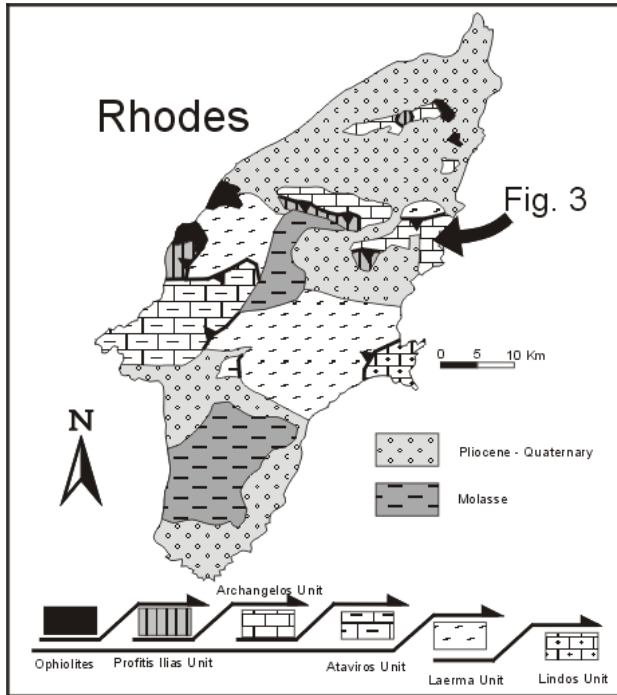 Rhodes
Fig. 3
0 5 10 Km
N
Pliocene - Quaternary
Molasse
Archangelos Unit
Ophiolites
Profitis Ilias Unit
Ataviros Unit
Laerma Unit
Lindos Unit